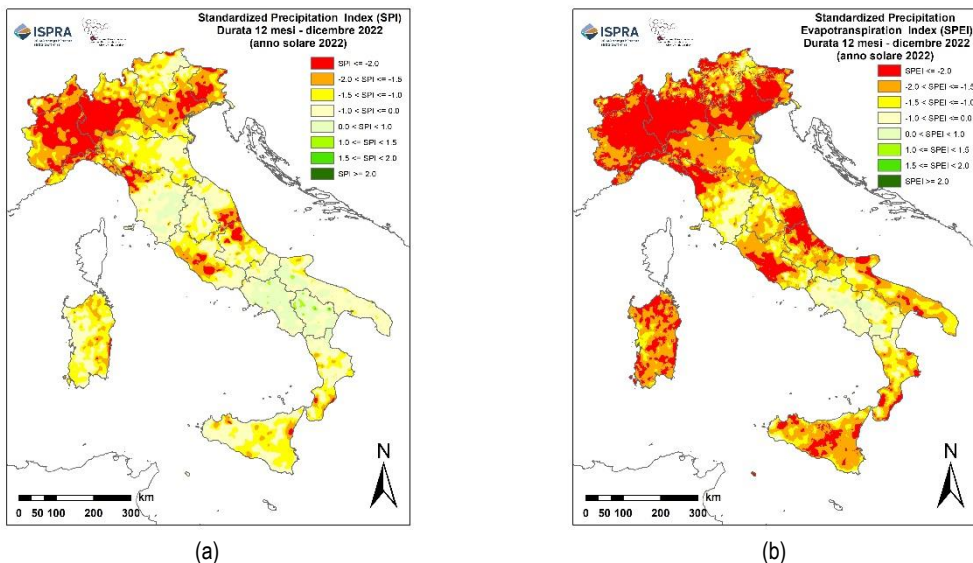 ISPRA
Standardized Precipitation Index (SPI)
Durata 12 mesi - dicembre 2022
(anno solare 2022)
SPI <= -2.0
-2.0 < SPI <= -1.5
-1.5 < SPI <= -1.0
-1.0 < SPI <= 0.0
0.0 < SPI < 1.0
1.0 <= SPI < 1.5
1.5 <= SPI < 2.0
SPI >= 2.0
N
km
0 50 100 200 300
(a)
ISPRA
Standardized Precipitation
Evapotranspiration Index (SPEI)
Durata 12 mesi - dicembre 2022
(anno solare 2022)
SPEI <= -2.0
-2.0 < SPEI <= -1.5
-1.5 < SPEI <= -1.0
-1.0 < SPEI <= 0.0
0.0 < SPEI < 1.0
1.0 <= SPEI < 1.5
1.5 <= SPEI < 2.0
SPEI >= 2.0
N
km
0 50 100 200 300
(b)